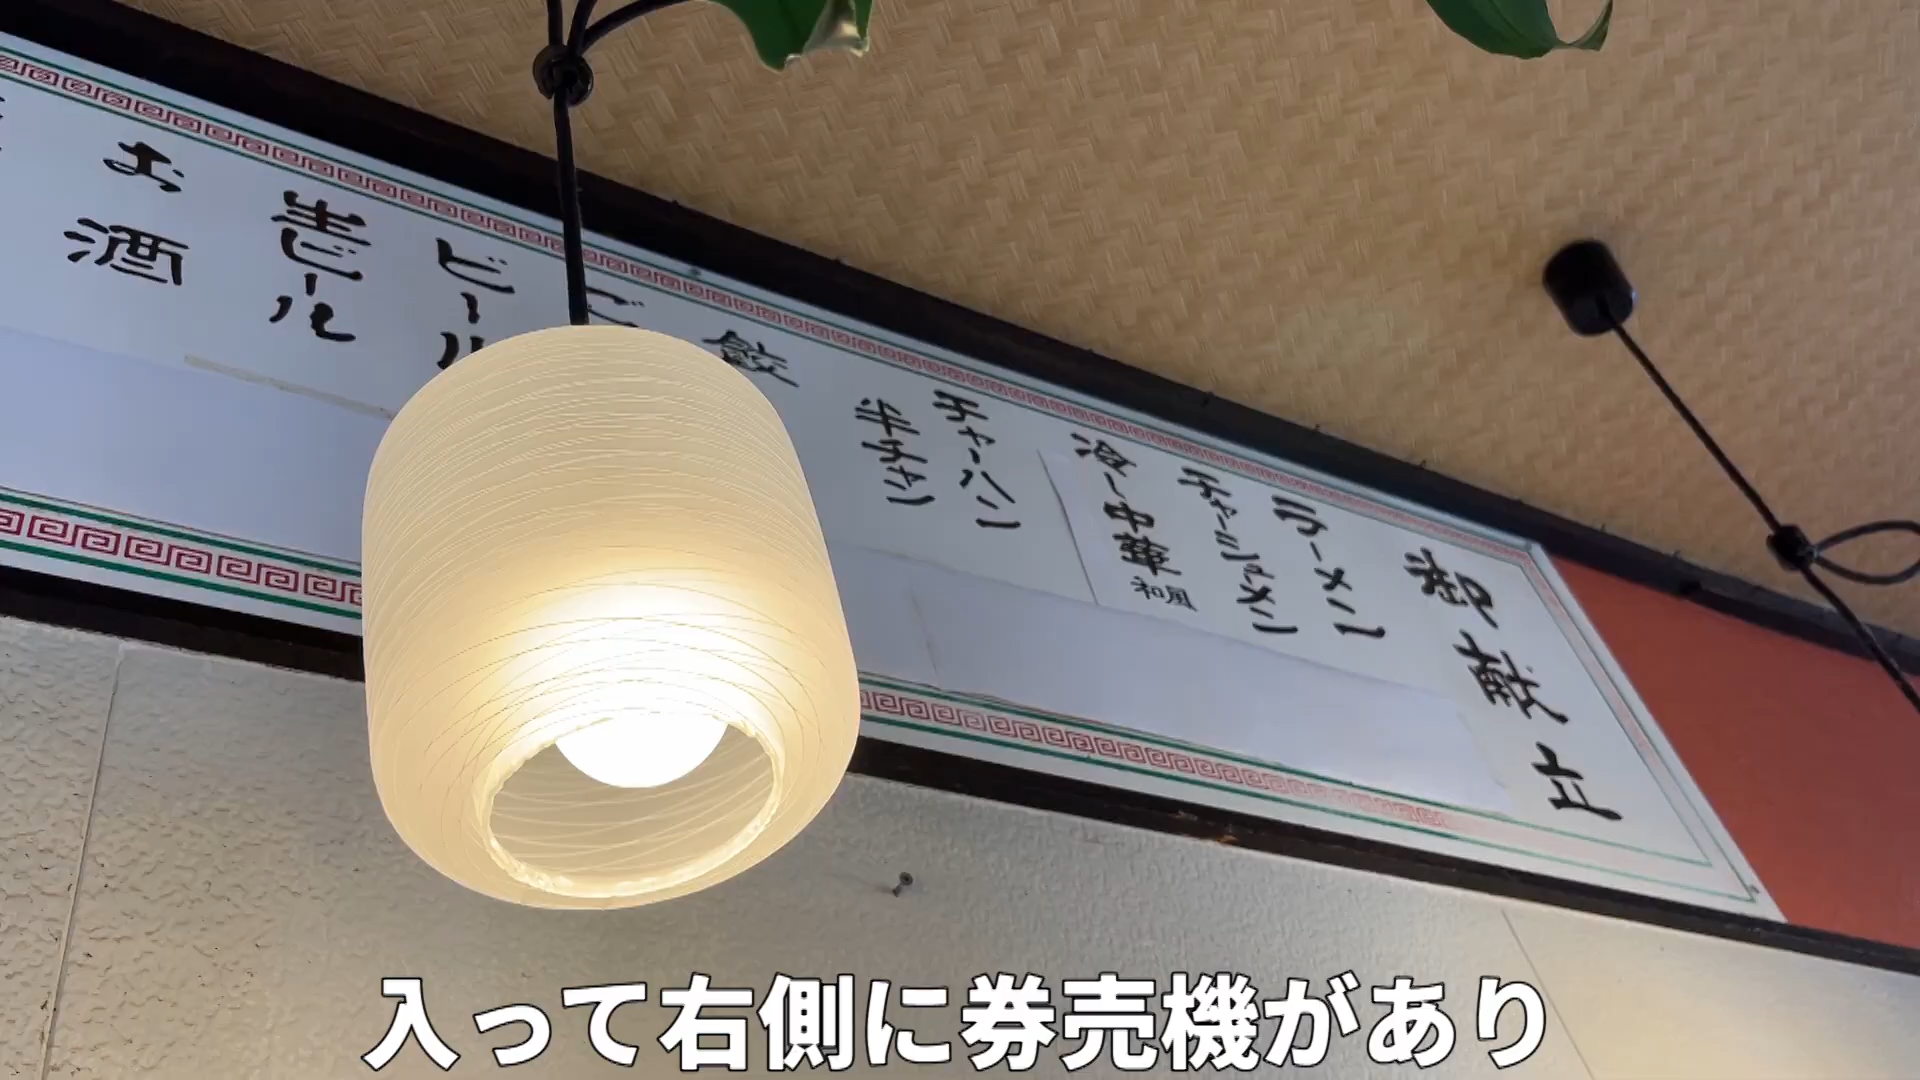 御献立
ラーメン
チャーシューメン
冷し中華
和風
チャーハン
半チャン
餃
ビール
生ビール
お酒
入って右側に券売機があり